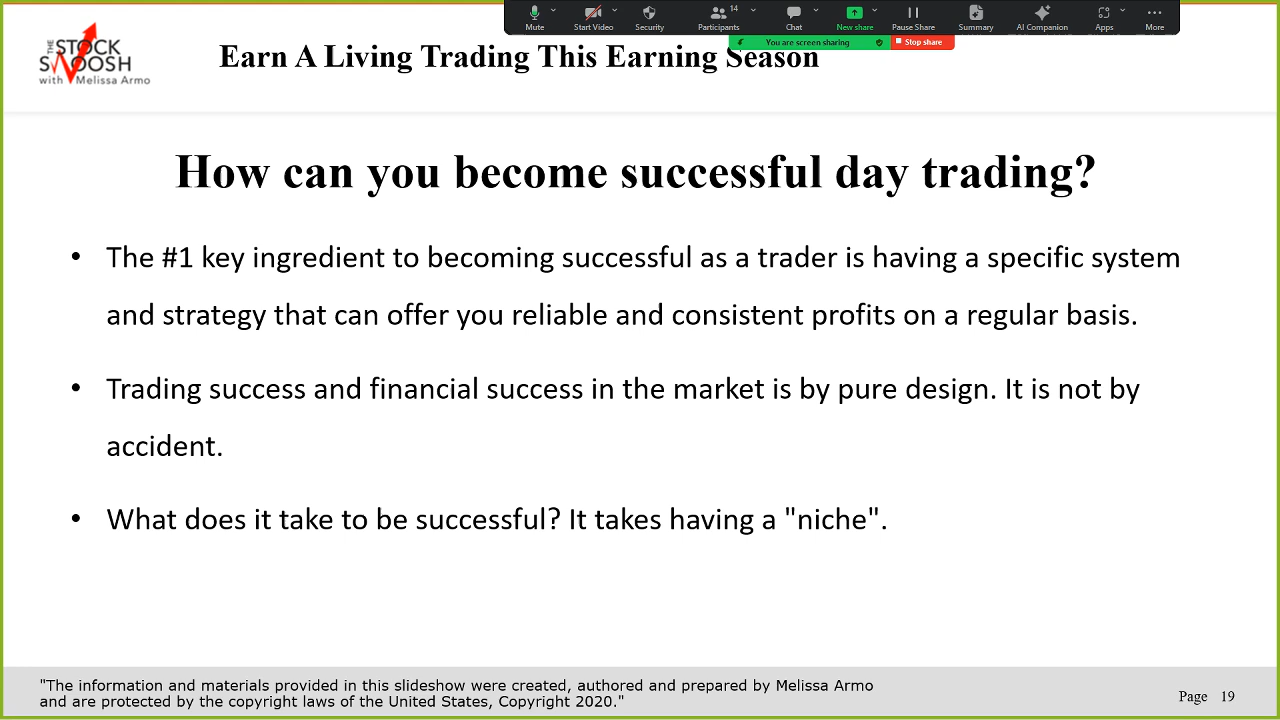 Mute
Start Video
Security
Participants
14
Chat
New share
Pause Share
Summary
AI Companion
Apps
More
You are screen sharing
Stop share
THE STOCK
SWOOSH
with Melissa Armo
Earn A Living Trading This Earning Season
How can you become successful day trading?
• The #1 key ingredient to becoming successful as a trader is having a specific system
and strategy that can offer you reliable and consistent profits on a regular basis.
• Trading success and financial success in the market is by pure design. It is not by
accident.
• What does it take to be successful? It takes having a "niche".
"The information and materials provided in this slideshow were created, authored and prepared by Melissa Armo
and are protected by the copyright laws of the United States, Copyright 2020."
Page 19